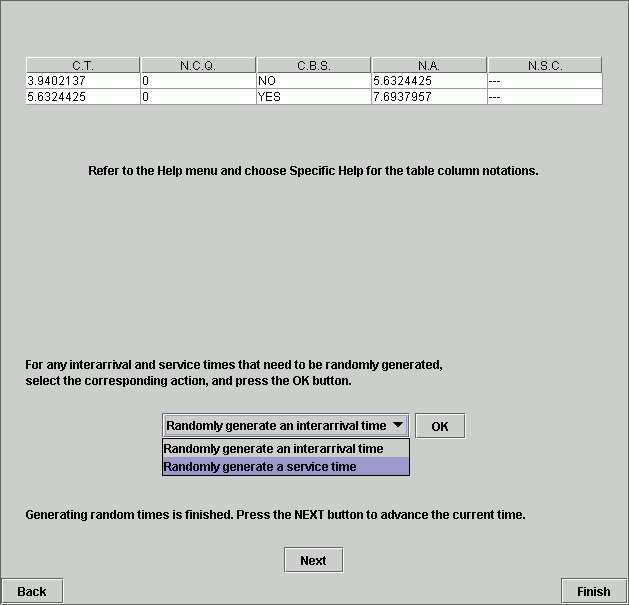 C.T. N.C.Q. C.B.S. N.A. N.S.C.
3.9402137 0 NO 5.6324425 ---
5.6324425 0 YES 7.6937957 ---
Refer to the Help menu and choose Specific Help for the table column notations.
For any interarrival and service times that need to be randomly generated,
select the corresponding action, and press the OK button.
Randomly generate an interarrival time OK
Randomly generate an interarrival time
Randomly generate a service time
Generating random times is finished. Press the NEXT button to advance the current time.
Next
Back Finish